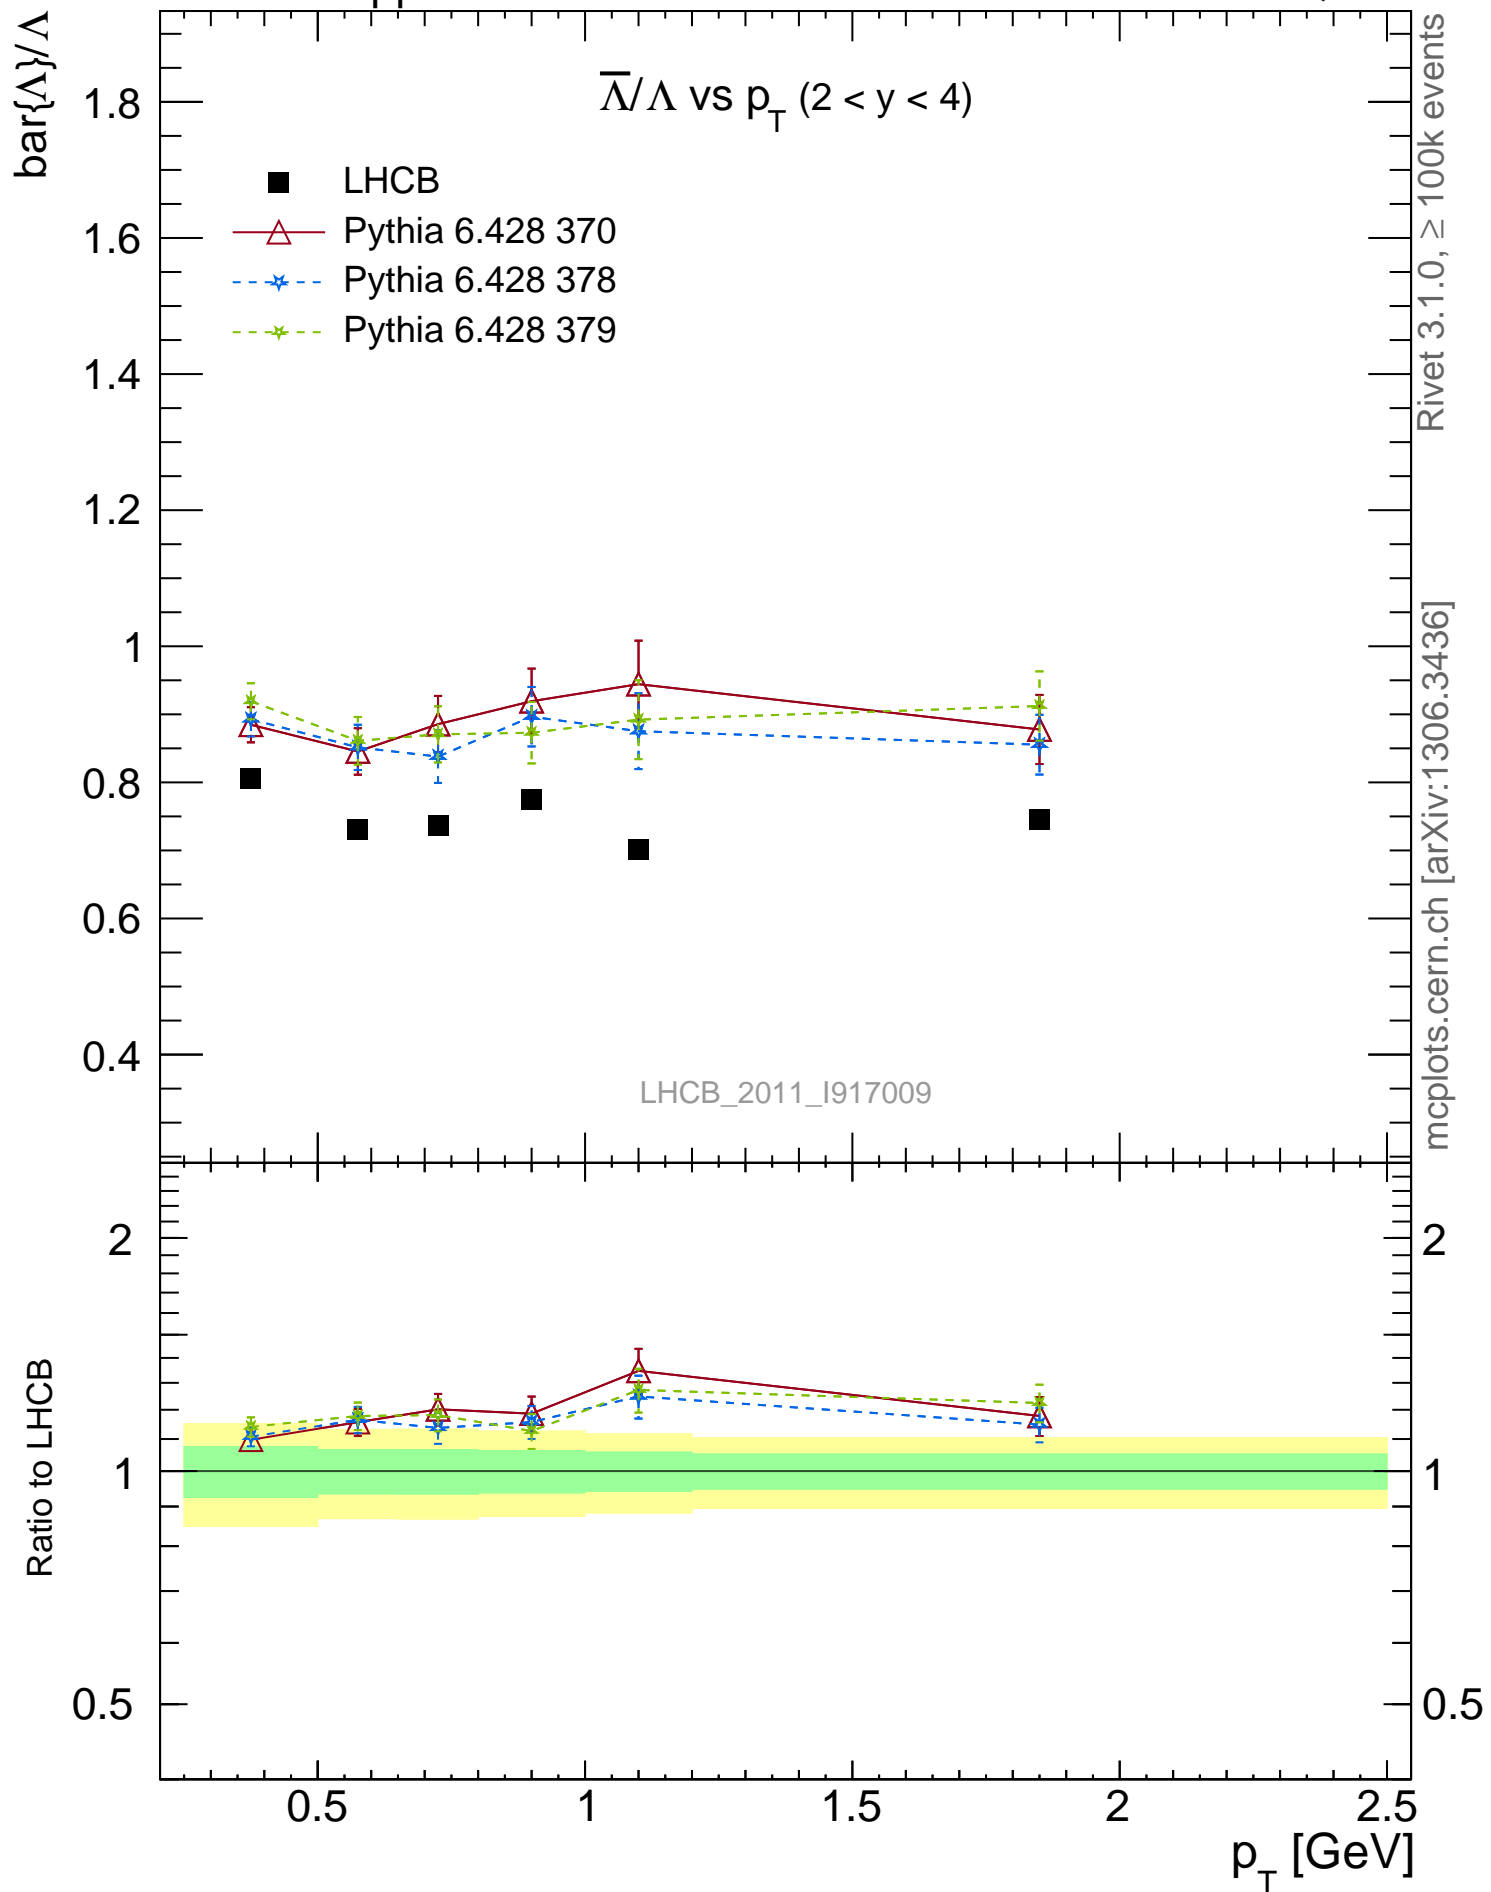 bar{Λ}/Λ
Λ̅/Λ vs p_T (2 < y < 4)
LHCB
Pythia 6.428 370
Pythia 6.428 378
Pythia 6.428 379
1.8
1.6
1.4
1.2
1
0.8
0.6
0.4
LHCB_2011_I917009
Rivet 3.1.0, ≥ 100k events
mcplots.cern.ch [arXiv:1306.3436]
Ratio to LHCB
2
1
0.5
2
1
0.5
0.5
1
1.5
2
2.5
p_T [GeV]